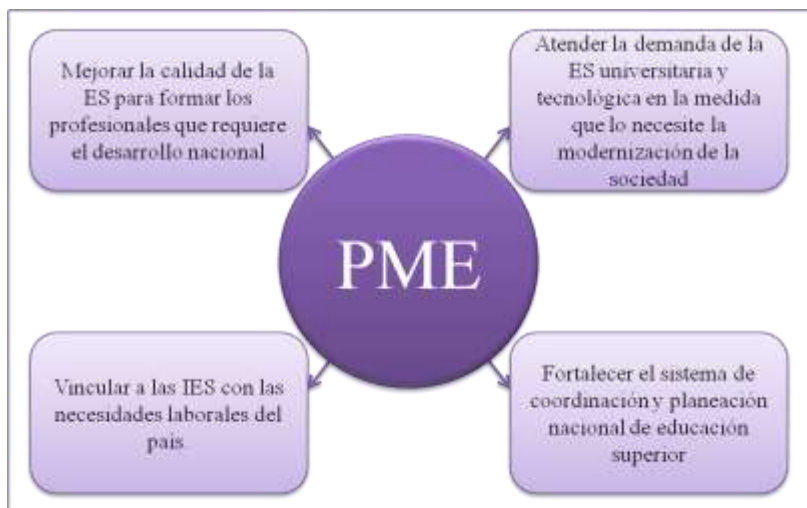 Mejorar la calidad de la
ES para formar los
profesionales que requiere
el desarrollo nacional
Atender la demanda de la
ES universitaria y
tecnológica en la medida
que lo necesite la
modernización de la
sociedad
PME
Vincular a las IES con las
necesidades laborales del
país.
Fortalecer el sistema de
coordinación y planeación
nacional de educación
superior